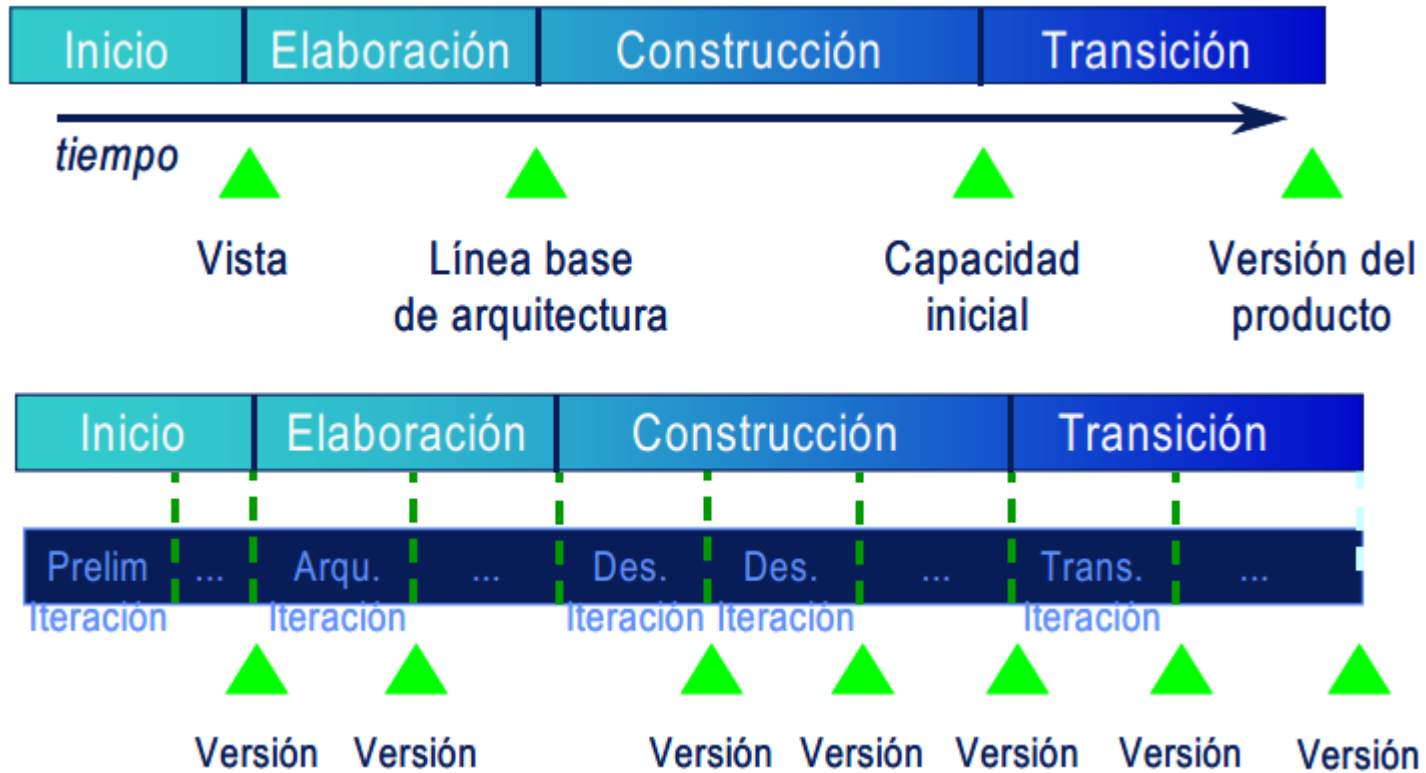 Inicio Elaboración Construcción Transición
tiempo
Vista Línea base Capacidad Versión del
de arquitectura inicial producto
Inicio Elaboración Construcción Transición
Prelim ... Arqu. ... Des. Des. ... Trans. ...
Iteración Iteración Iteración Iteración Iteración
Versión Versión Versión Versión Versión Versión Versión